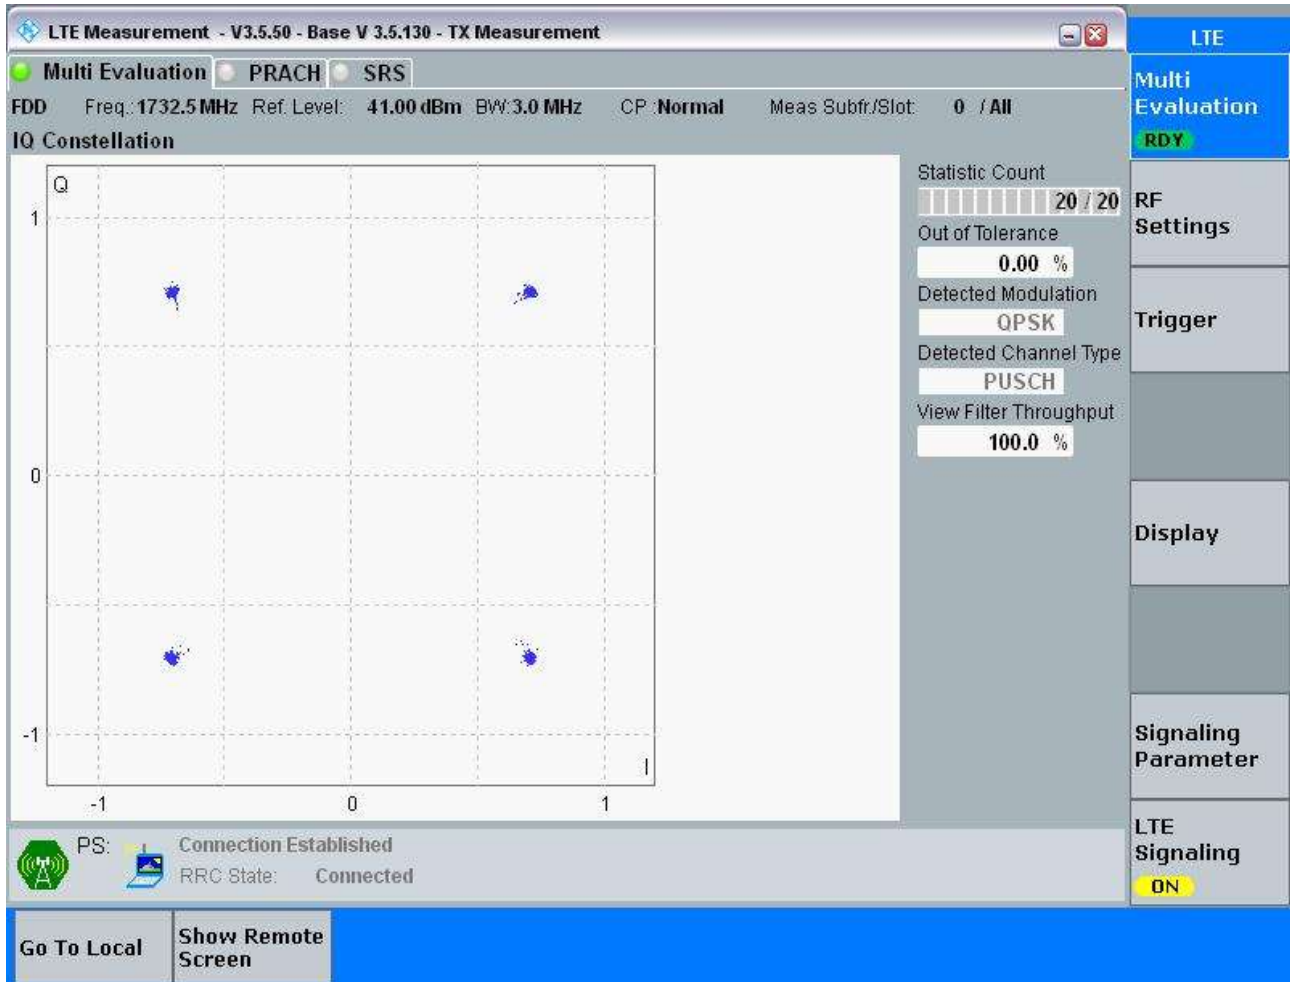 LTE Measurement - V3.5.50 - Base V 3.5.130 - TX Measurement
LTE
Multi Evaluation PRACH SRS
FDD Freq.:1732.5 MHz Ref. Level: 41.00 dBm BW:3.0 MHz CP :Normal Meas Subfr./Slot: 0 / All
IQ Constellation
Q
1
0
-1
-1 0 1
I
Statistic Count
20 / 20
Out of Tolerance
0.00 %
Detected Modulation
QPSK
Detected Channel Type
PUSCH
View Filter Throughput
100.0 %
Multi
Evaluation
RDY
RF
Settings
Trigger
Display
Signaling
Parameter
LTE
Signaling
ON
PS: Connection Established
RRC State: Connected
Go To Local
Show Remote
Screen